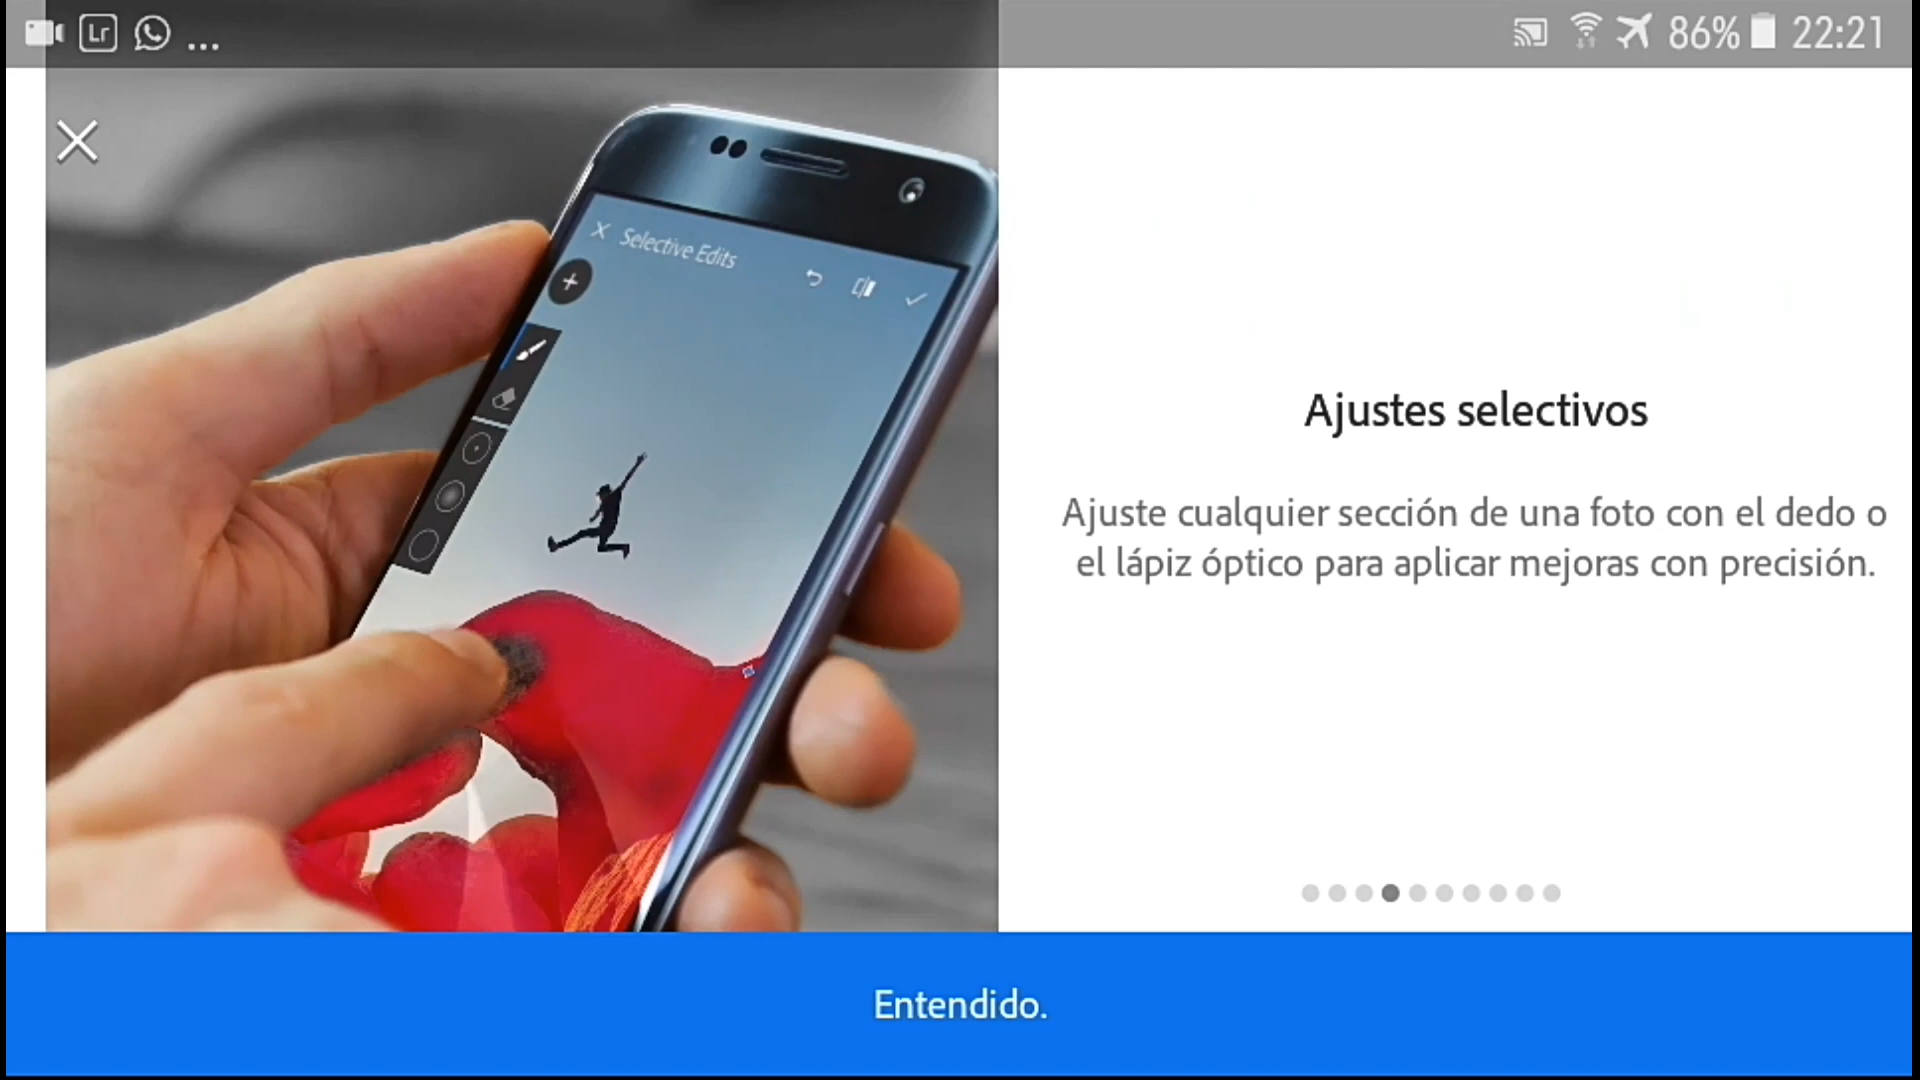 Lr
...
86%
22:21
Selective Edits
Ajustes selectivos
Ajuste cualquier sección de una foto con el dedo o
el lápiz óptico para aplicar mejoras con precisión.
Entendido.